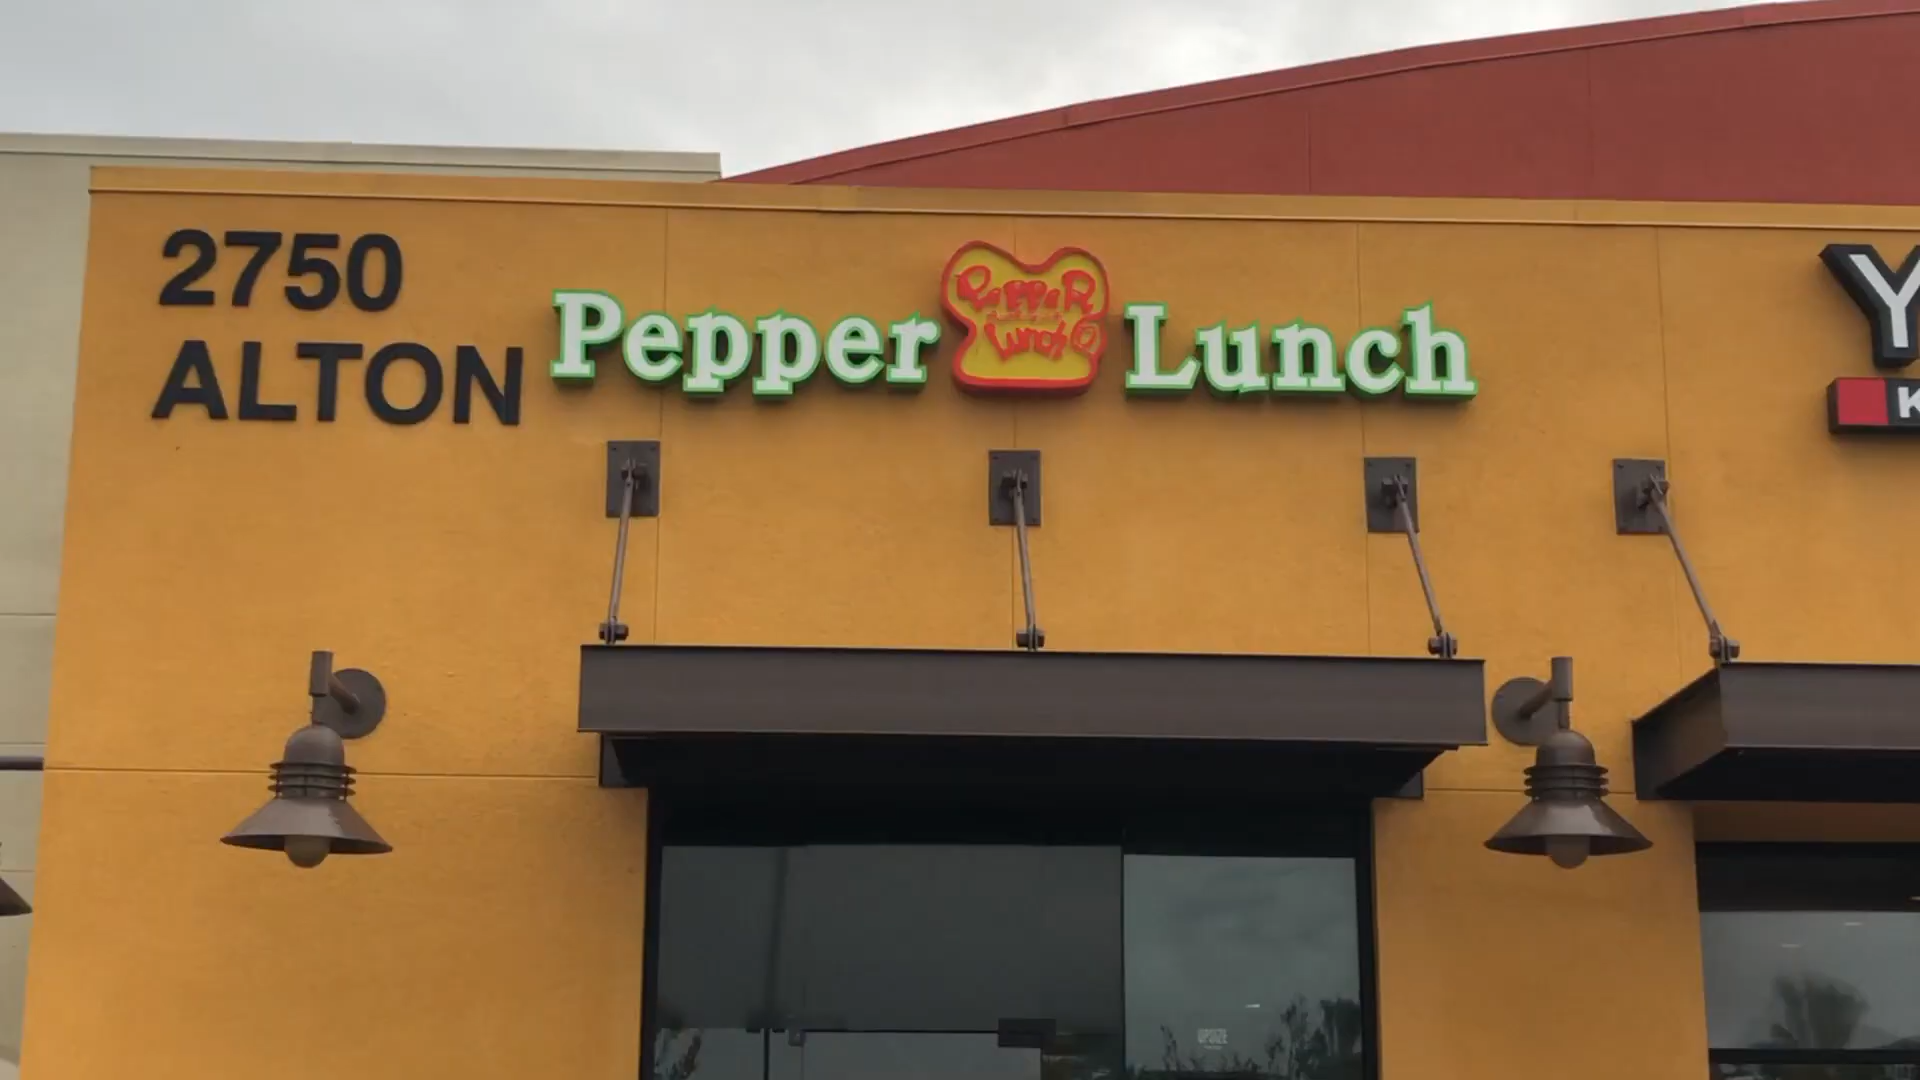 2750
ALTON
Pepper Lunch
PEPPER
Lunch
Y
K